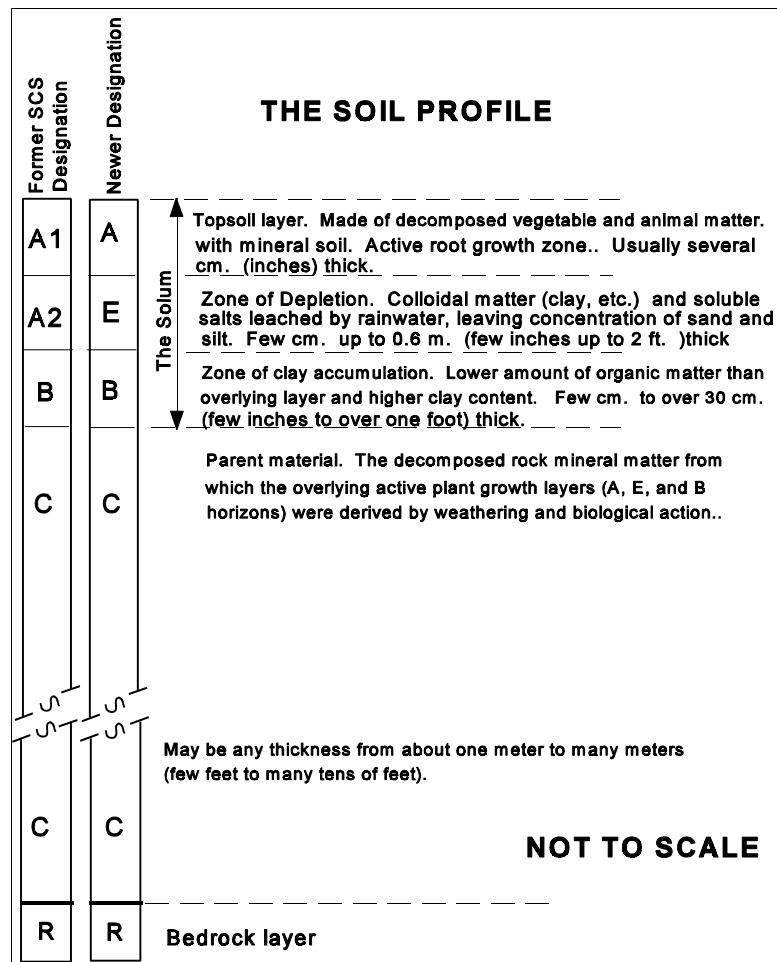 Former SCS
Designation
Newer Designation
THE SOIL PROFILE
A1
A
The Solum
Topsoil layer. Made of decomposed vegetable and animal matter.
with mineral soil. Active root growth zone.. Usually several
cm. (inches) thick.
A2
E
Zone of Depletion. Colloidal matter (clay, etc.) and soluble
salts leached by rainwater, leaving concentration of sand and
silt. Few cm. up to 0.6 m. (few inches up to 2 ft. )thick
B
B
Zone of clay accumulation. Lower amount of organic matter than
overlying layer and higher clay content. Few cm. to over 30 cm.
(few inches to over one foot) thick.
C
C
Parent material. The decomposed rock mineral matter from
which the overlying active plant growth layers (A, E, and B
horizons) were derived by weathering and biological action..
May be any thickness from about one meter to many meters
(few feet to many tens of feet).
C
C
NOT TO SCALE
R
R
Bedrock layer